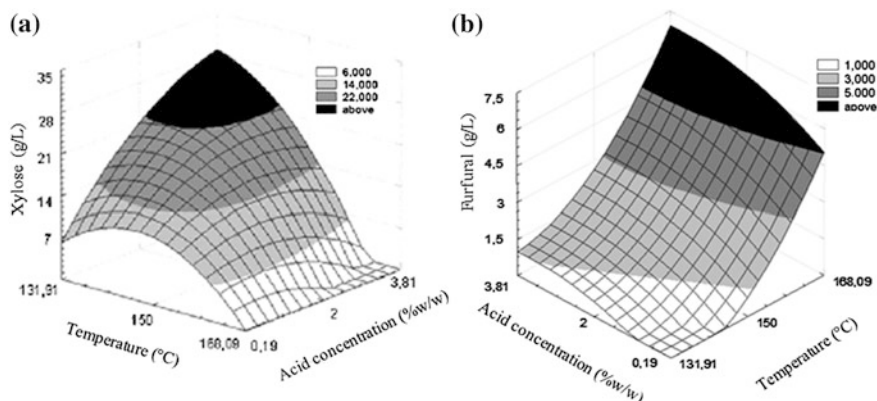 (a)
6,000
14,000
22,000
above
35
28
21
14
7
Xylose (g/L)
131,91
150
168,09
Temperature (°C)
0,19
2
3,81
Acid concentration (%w/w)
(b)
1,000
3,000
5.000
above
7,5
6
4,5
3
1,5
Furfural (g/L)
3,81
2
0,19
Acid concentration (%w/w)
131,91
150
168,09
Temperature (°C)